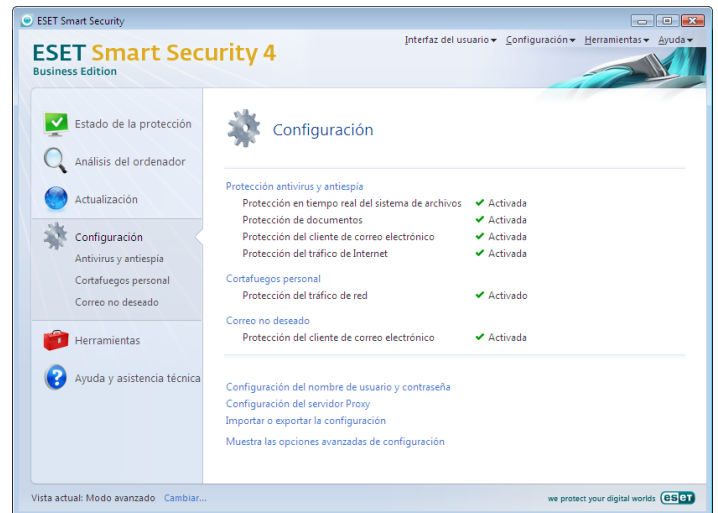 ESET Smart Security
ESET Smart Security 4
Business Edition
Interfaz del usuario Configuración Herramientas Ayuda
Estado de la protección
Análisis del ordenador
Actualización
Configuración
Antivirus y antiespía
Cortafuegos personal
Correo no deseado
Herramientas
Ayuda y asistencia técnica
Configuración
Protección antivirus y antiespía
Protección en tiempo real del sistema de archivos Activada
Protección de documentos Activada
Protección del cliente de correo electrónico Activada
Protección del tráfico de Internet Activada
Cortafuegos personal
Protección del tráfico de red Activado
Correo no deseado
Protección del cliente de correo electrónico Activada
Configuración del nombre de usuario y contraseña
Configuración del servidor Proxy
Importar o exportar la configuración
Muestra las opciones avanzadas de configuración
Vista actual: Modo avanzado Cambiar...
we protect your digital worlds eset